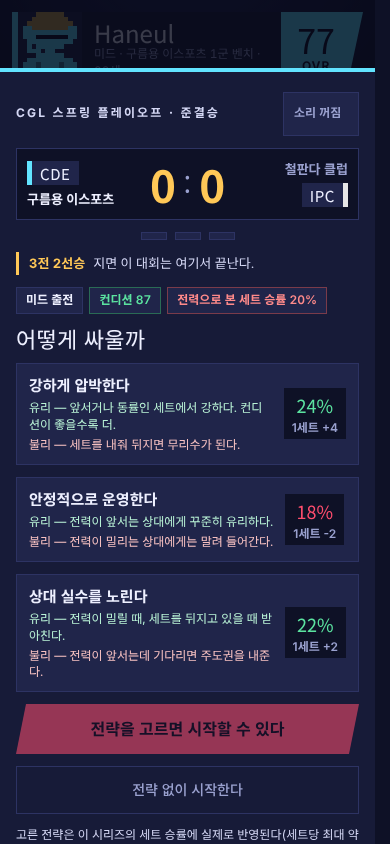 Haneul
미드 · 구름용 이스포츠 1군 벤치 ·
77
OVR
CGL 스프링 플레이오프 · 준결승
소리 꺼짐
CDE
구름용 이스포츠
0 : 0
철판다 클럽
IPC
3전 2선승 지면 이 대회는 여기서 끝난다.
미드 출전
컨디션 87
전력으로 본 세트 승률 20%
어떻게 싸울까
강하게 압박한다
유리 — 앞서거나 동률인 세트에서 강하다. 컨디
션이 좋을수록 더.
불리 — 세트를 내줘 뒤지면 무리수가 된다.
24%
1세트 +4
안정적으로 운영한다
유리 — 전력이 앞서는 상대에게 꾸준히 유리하다.
불리 — 전력이 밀리는 상대에게는 말려 들어간다.
18%
1세트 -2
상대 실수를 노린다
유리 — 전력이 밀릴 때, 세트를 뒤지고 있을 때 받
아친다.
불리 — 전력이 앞서는데 기다리면 주도권을 내준
다.
22%
1세트 +2
전략을 고르면 시작할 수 있다
전략 없이 시작한다
고른 전략은 이 시리즈의 세트 승률에 실제로 반영된다(세트당 최대 약